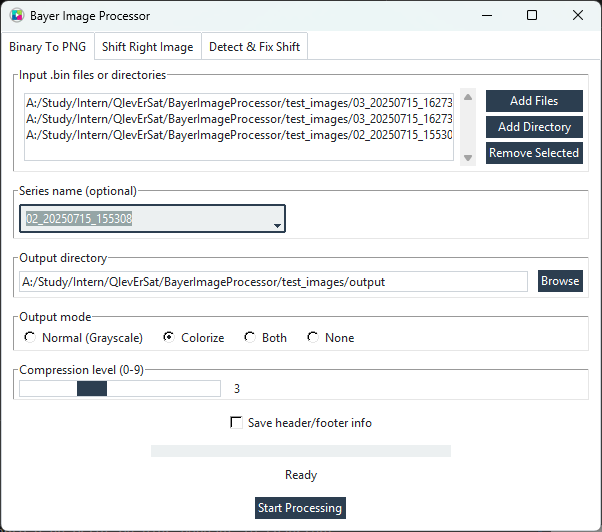 Bayer Image Processor
Binary To PNG Shift Right Image Detect & Fix Shift
Input .bin files or directories
A:/Study/Intern/QlevErSat/BayerImageProcessor/test_images/03_20250715_16273
A:/Study/Intern/QlevErSat/BayerImageProcessor/test_images/03_20250715_16273
A:/Study/Intern/QlevErSat/BayerImageProcessor/test_images/02_20250715_15530
Add Files
Add Directory
Remove Selected
Series name (optional)
02_20250715_155308
Output directory
A:/Study/Intern/QlevErSat/BayerImageProcessor/test_images/output
Browse
Output mode
Normal (Grayscale) Colorize Both None
Compression level (0-9)
3
Save header/footer info
Ready
Start Processing